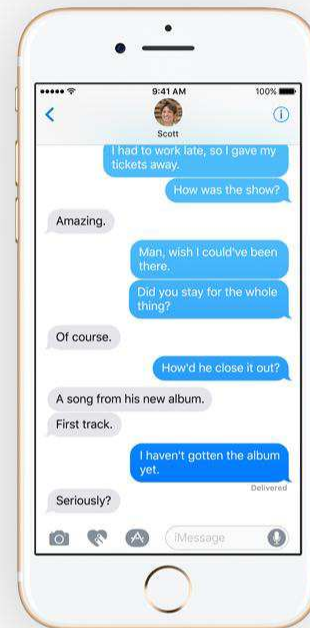 9:41 AM
100%
Scott
I had to work late, so I gave my
tickets away.
How was the show?
Amazing.
Man, wish I could've been
there.
Did you stay for the whole
thing?
Of course.
How'd he close it out?
A song from his new album.
First track.
I haven't gotten the album
yet.
Delivered
Seriously?
iMessage